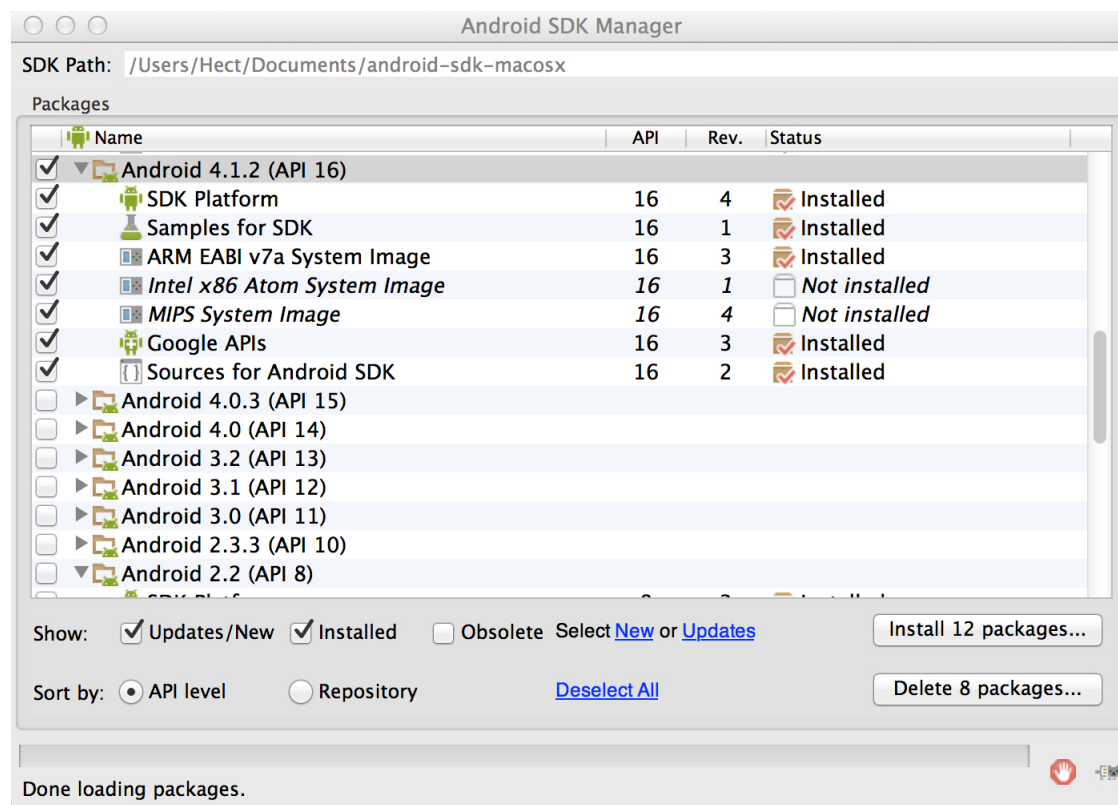 Android SDK Manager
SDK Path: /Users/Hect/Documents/android-sdk-macosx
Packages
Name API Rev. Status
Android 4.1.2 (API 16)
SDK Platform 16 4 Installed
Samples for SDK 16 1 Installed
ARM EABI v7a System Image 16 3 Installed
Intel x86 Atom System Image 16 1 Not installed
MIPS System Image 16 4 Not installed
Google APIs 16 3 Installed
Sources for Android SDK 16 2 Installed
Android 4.0.3 (API 15)
Android 4.0 (API 14)
Android 3.2 (API 13)
Android 3.1 (API 12)
Android 3.0 (API 11)
Android 2.3.3 (API 10)
Android 2.2 (API 8)
Show: Updates/New Installed Obsolete Select New or Updates Install 12 packages...
Sort by: API level Repository Deselect All Delete 8 packages...
Done loading packages.